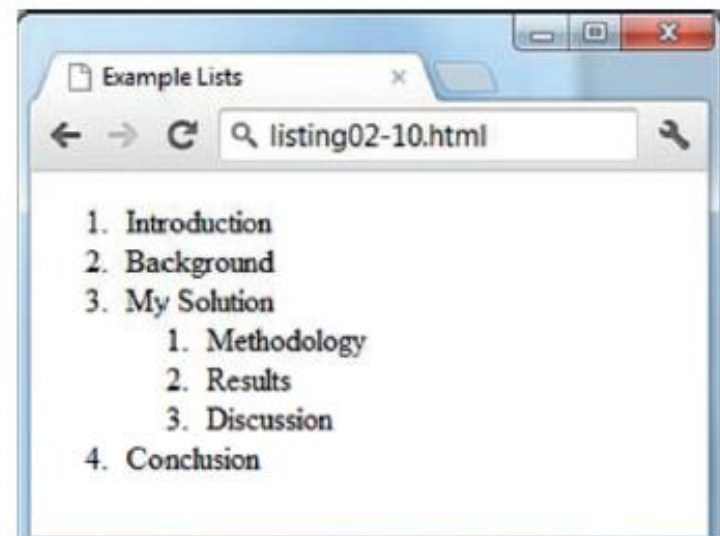 Example Lists
listing02-10.html
1. Introduction
2. Background
3. My Solution
1. Methodology
2. Results
3. Discussion
4. Conclusion